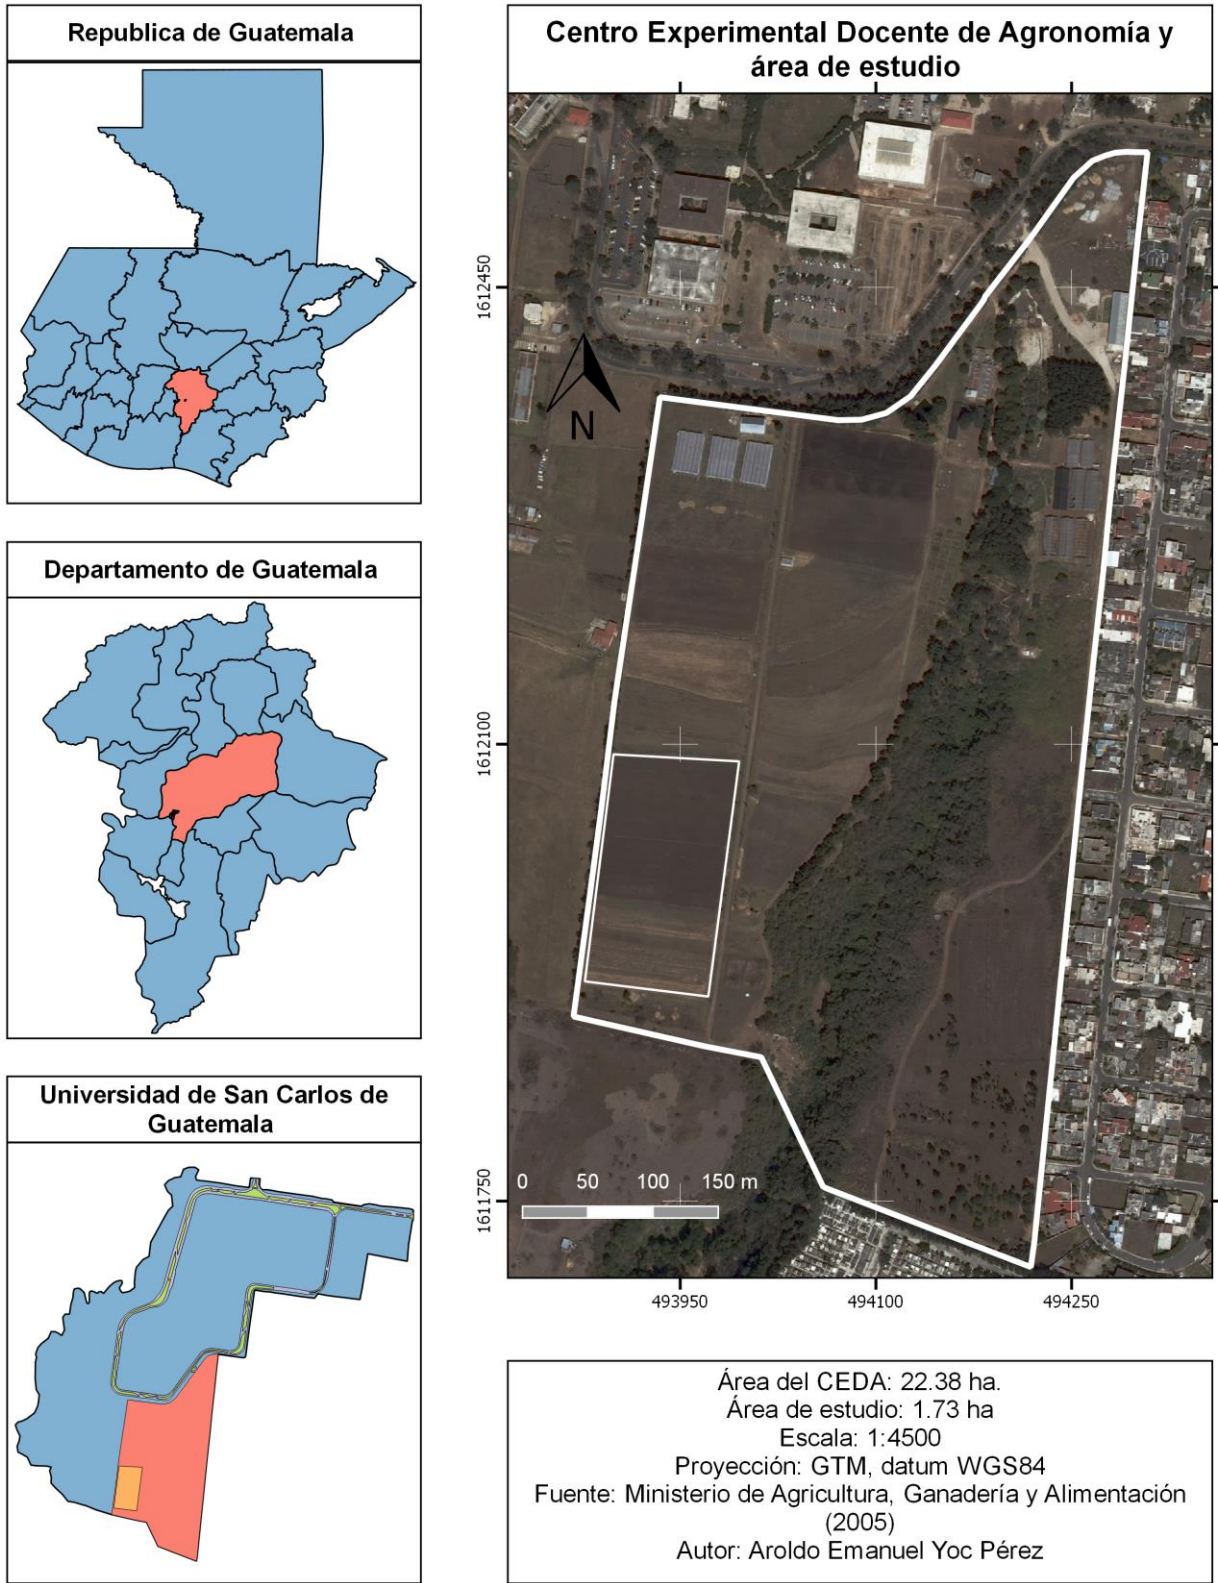 Republica de Guatemala
Departamento de Guatemala
Universidad de San Carlos de
Guatemala
Centro Experimental Docente de Agronomía y
área de estudio
1612450
1612100
1611750
N
0 50 100 150 m
493950 494100 494250
Área del CEDA: 22.38 ha.
Área de estudio: 1.73 ha
Escala: 1:4500
Proyección: GTM, datum WGS84
Fuente: Ministerio de Agricultura, Ganadería y Alimentación
(2005)
Autor: Aroldo Emanuel Yoc Pérez